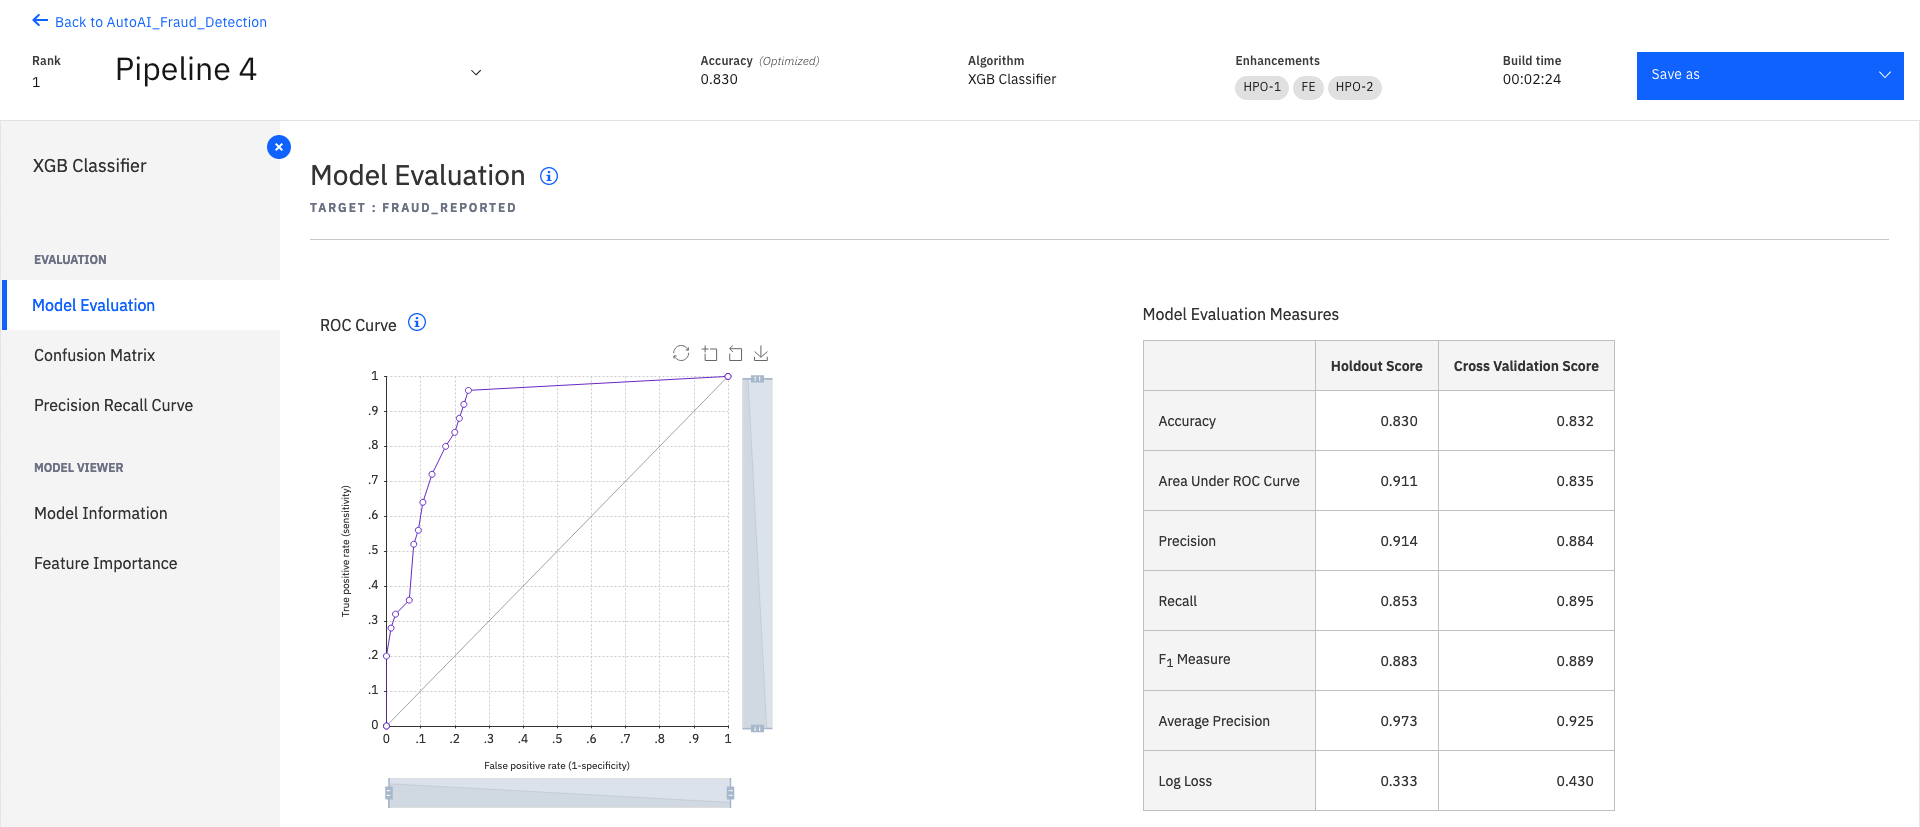 Back to AutoAI_Fraud_Detection
Rank
1
Pipeline 4
Accuracy (Optimized)
0.830
Algorithm
XGB Classifier
Enhancements
HPO-1 FE HPO-2
Build time
00:02:24
Save as
XGB Classifier
EVALUATION
Model Evaluation
Confusion Matrix
Precision Recall Curve
MODEL VIEWER
Model Information
Feature Importance
Model Evaluation
TARGET : FRAUD_REPORTED
ROC Curve
1
.9
.8
.7
.6
.5
.4
.3
.2
.1
0
True positive rate (sensitivity)
0 .1 .2 .3 .4 .5 .6 .7 .8 .9 1
False positive rate (1-specificity)
Model Evaluation Measures
Holdout Score Cross Validation Score
Accuracy 0.830 0.832
Area Under ROC Curve 0.911 0.835
Precision 0.914 0.884
Recall 0.853 0.895
F1 Measure 0.883 0.889
Average Precision 0.973 0.925
Log Loss 0.333 0.430